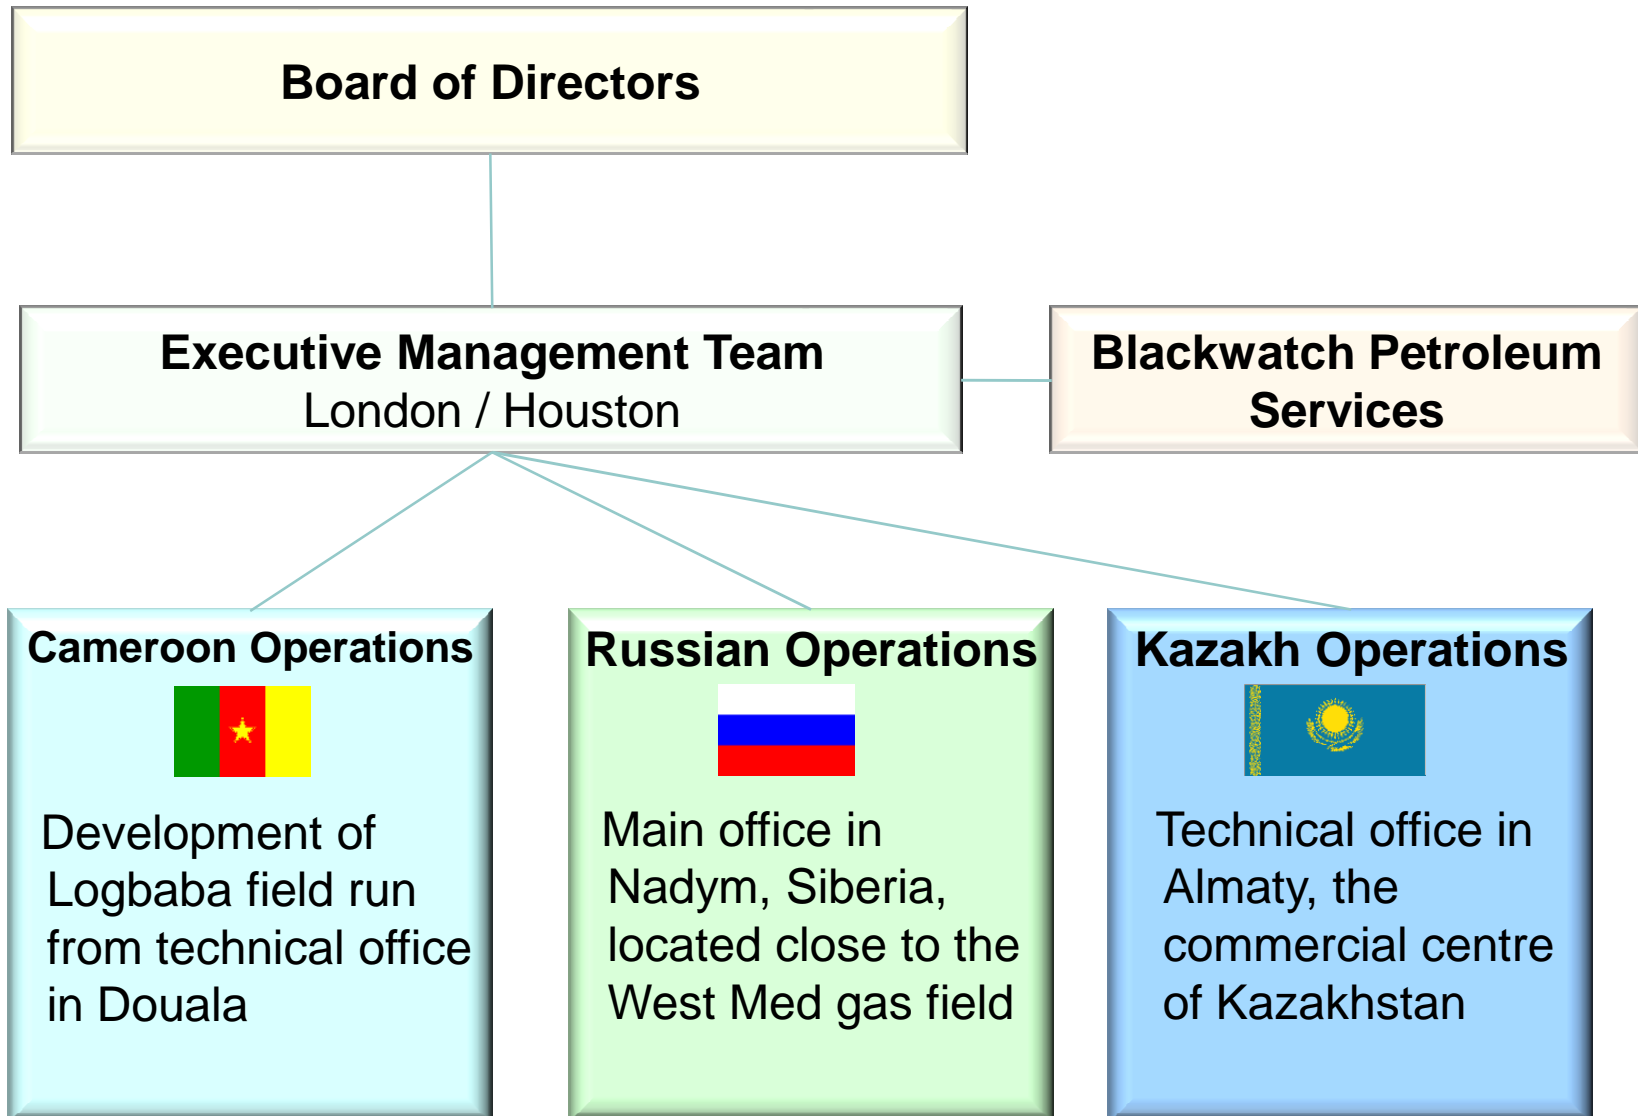 Board of Directors
Executive Management Team
London / Houston
Blackwatch Petroleum
Services
Cameroon Operations
Development of
Logbaba field run
from technical office
in Douala
Russian Operations
Main office in
Nadym, Siberia,
located close to the
West Med gas field
Kazakh Operations
Technical office in
Almaty, the
commercial centre
of Kazakhstan